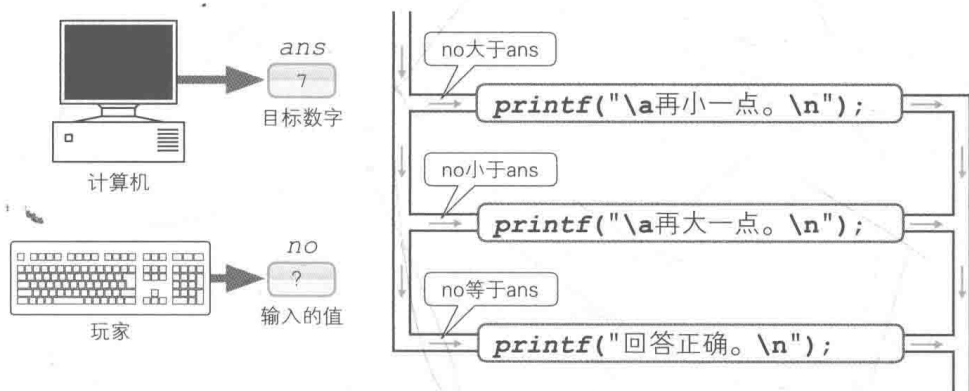 ans
7
目标数字
计算机
no
?
输入的值
玩家
no大于ans
printf("\a再小一点。\n");
no小于ans
printf("\a再大一点。\n");
no等于ans
printf("回答正确。\n");